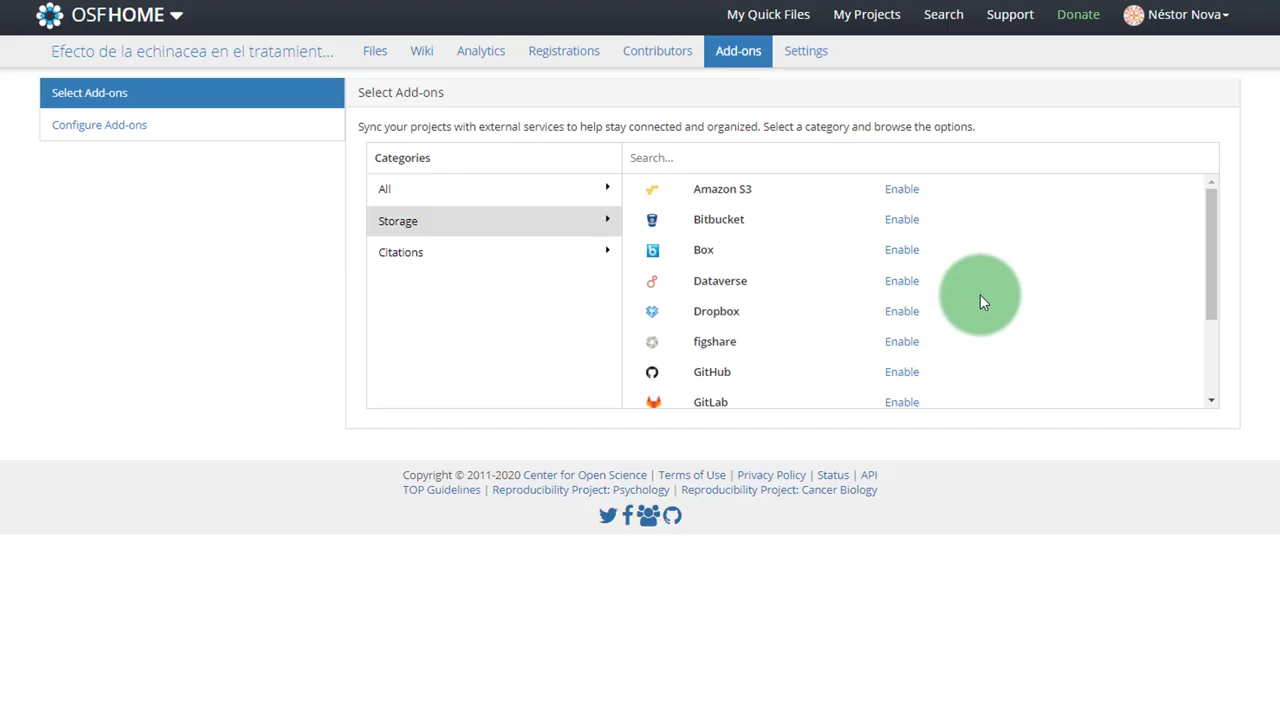 OSFHOME My Quick Files My Projects Search Support Donate Néstor Nova
Efecto de la echinacea en el tratamient... Files Wiki Analytics Registrations Contributors Add-ons Settings
Select Add-ons
Configure Add-ons
Select Add-ons
Sync your projects with external services to help stay connected and organized. Select a category and browse the options.
Categories
All
Storage
Citations
Search...
Amazon S3 Enable
Bitbucket Enable
Box Enable
Dataverse Enable
Dropbox Enable
figshare Enable
GitHub Enable
GitLab Enable
Copyright © 2011-2020 Center for Open Science | Terms of Use | Privacy Policy | Status | API
TOP Guidelines | Reproducibility Project: Psychology | Reproducibility Project: Cancer Biology